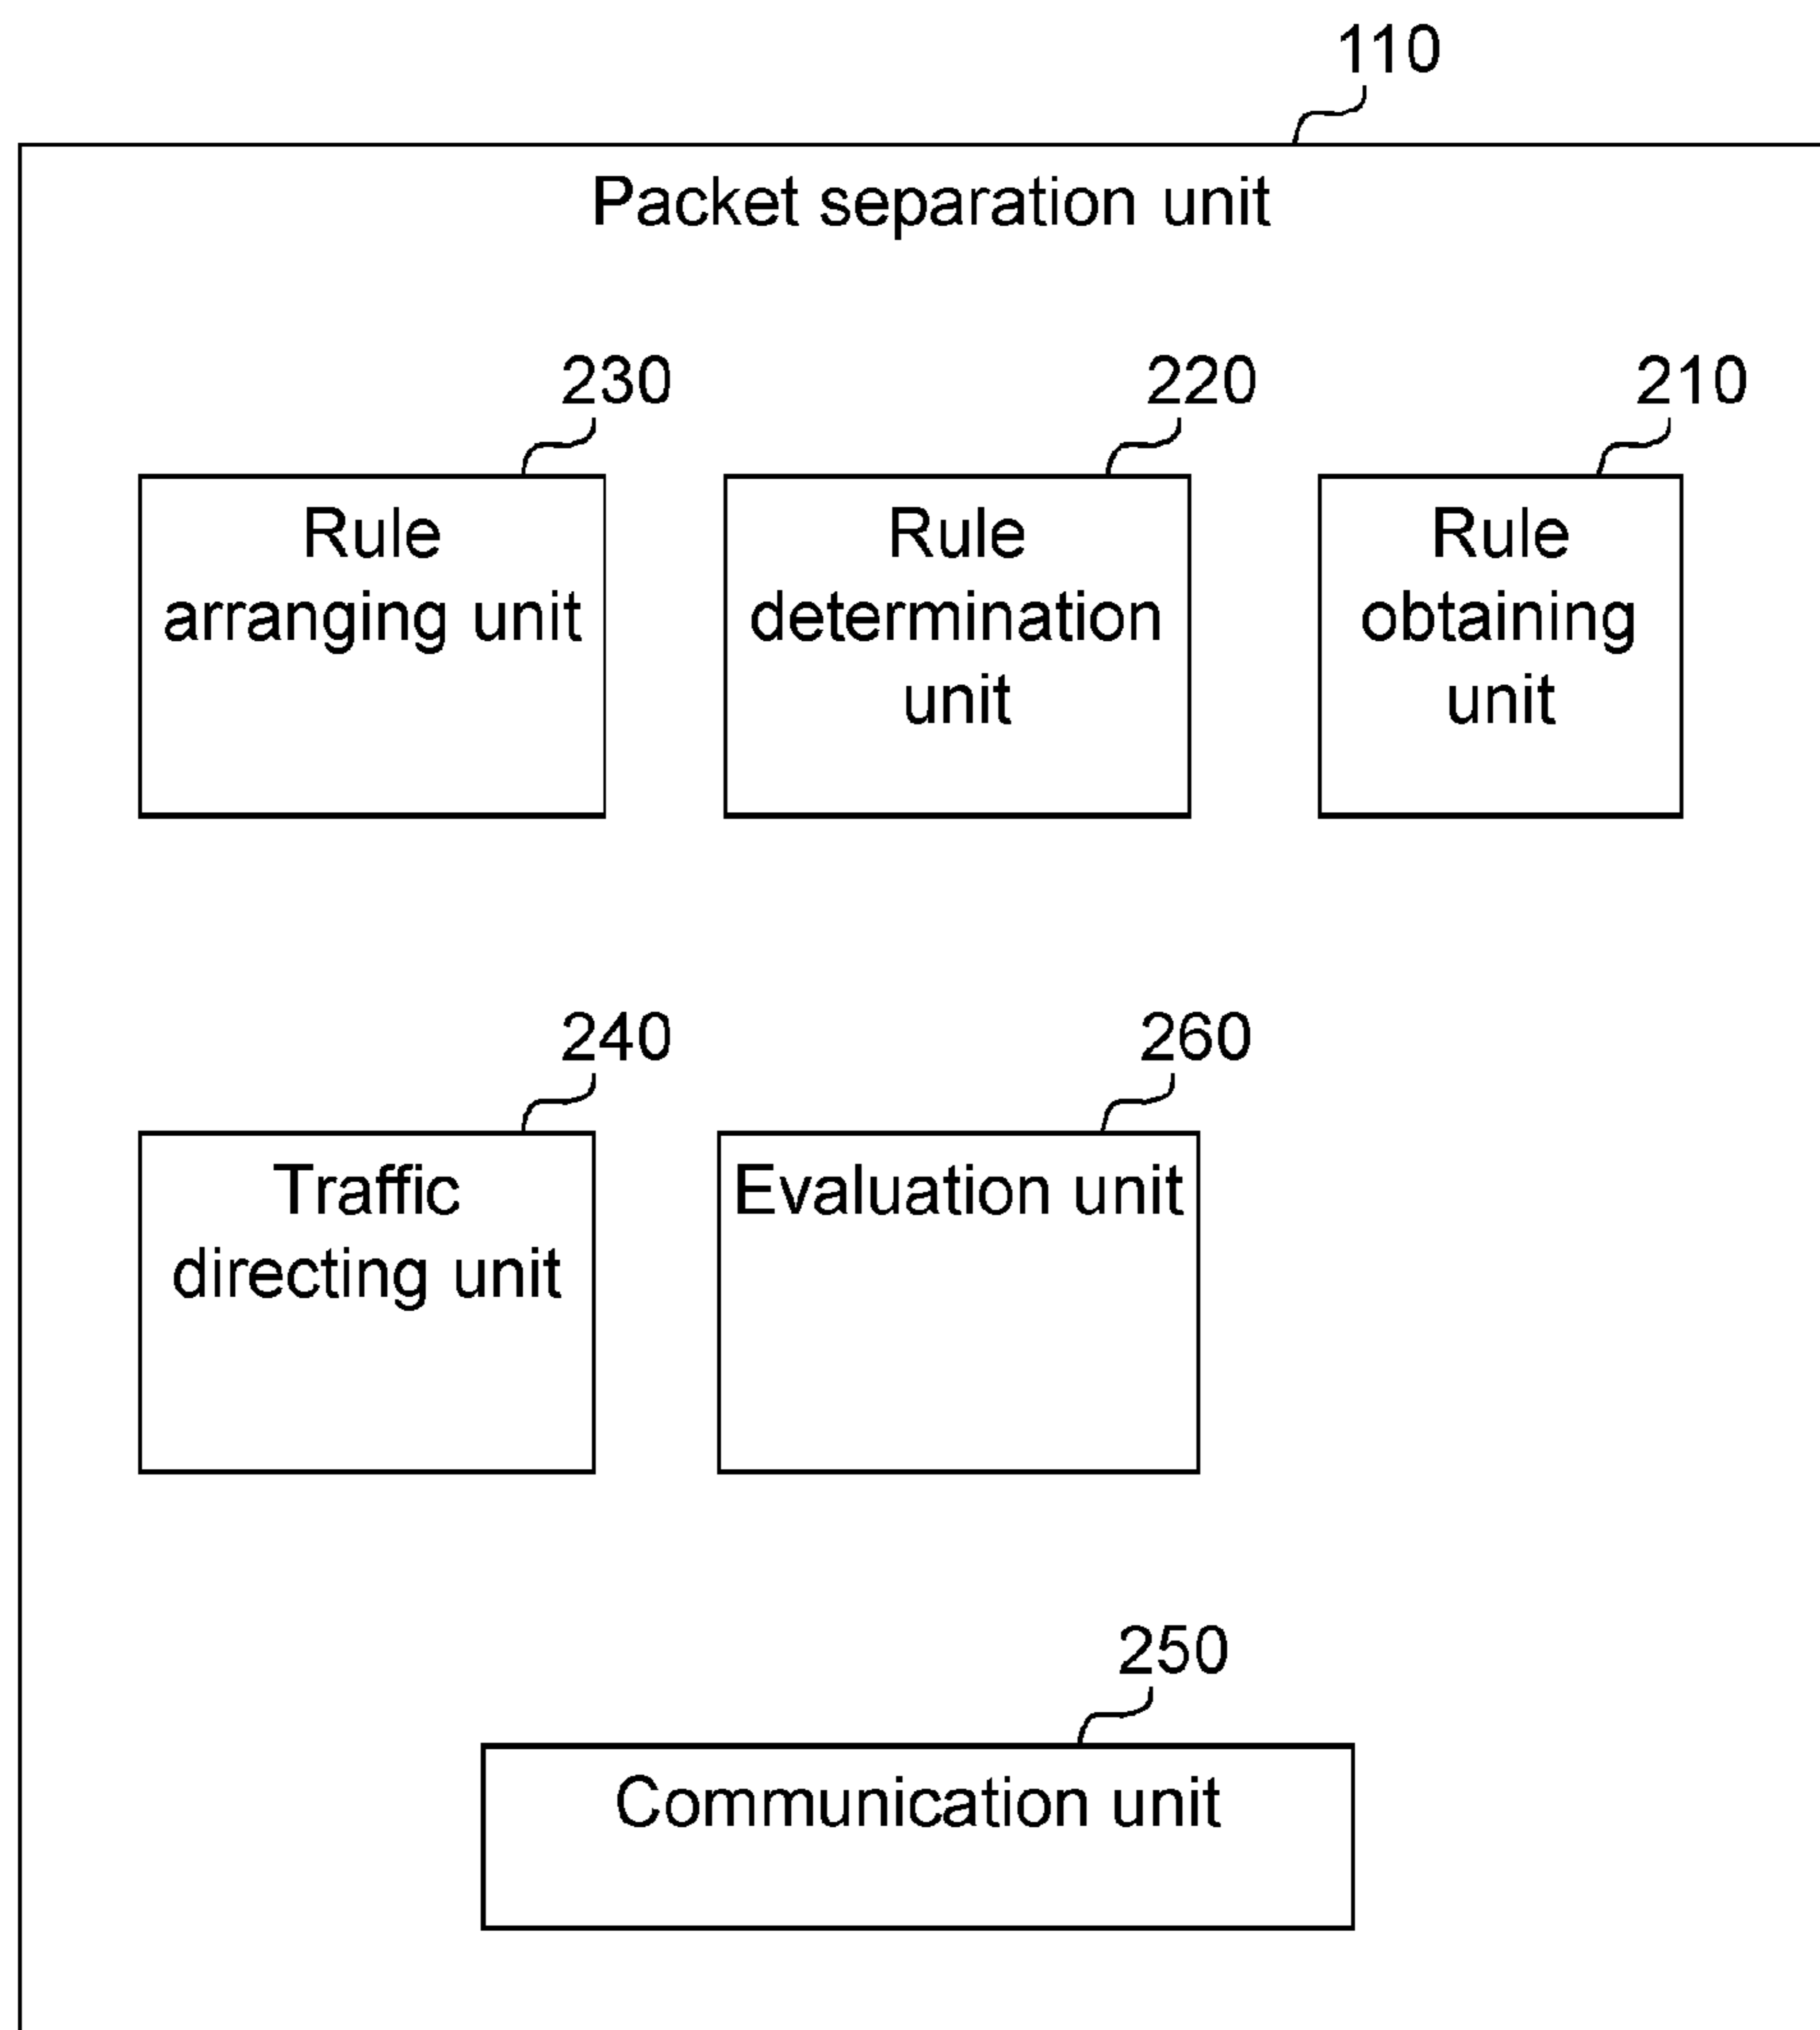 110
Packet separation unit
230
220
210
Rule
arranging unit
Rule
determination
unit
Rule
obtaining
unit
240
260
Traffic
directing unit
Evaluation unit
250
Communication unit